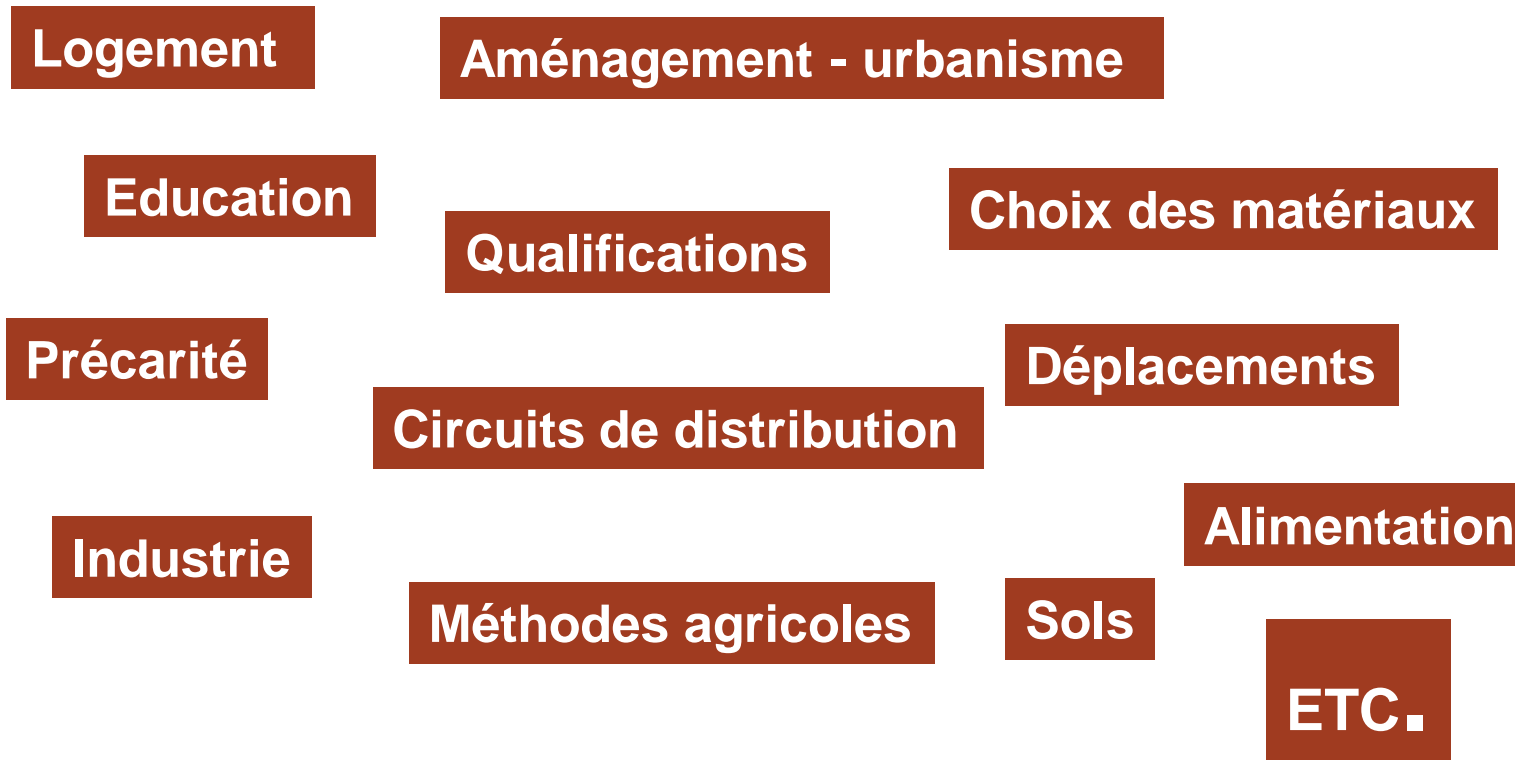 Logement
Aménagement - urbanisme
Education
Choix des matériaux
Qualifications
Précarité
Déplacements
Circuits de distribution
Alimentation
Industrie
Méthodes agricoles
Sols
ETC.